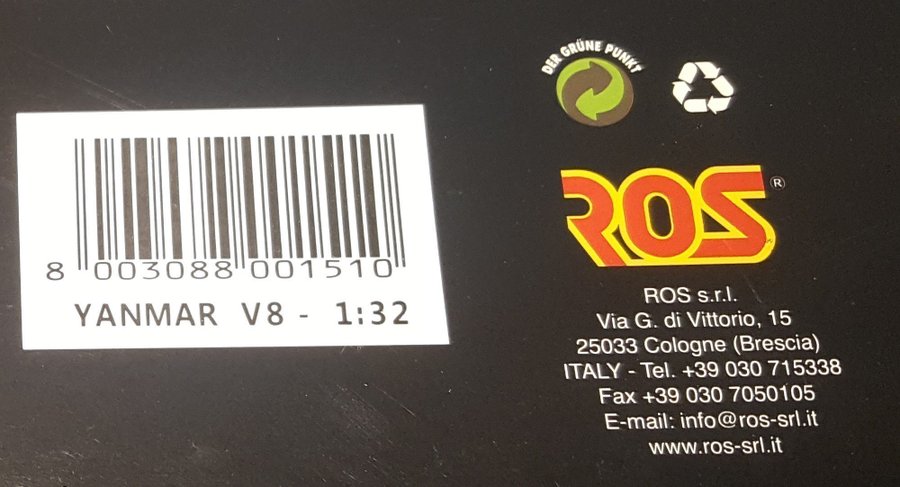 DER GRÜNE PUNKT
8 003088 001510
YANMAR V8 - 1:32
ROS ®
ROS s.r.l.
Via G. di Vittorio, 15
25033 Cologne (Brescia)
ITALY - Tel. +39 030 715338
Fax +39 030 7050105
E-mail: info@ros-srl.it
www.ros-srl.it